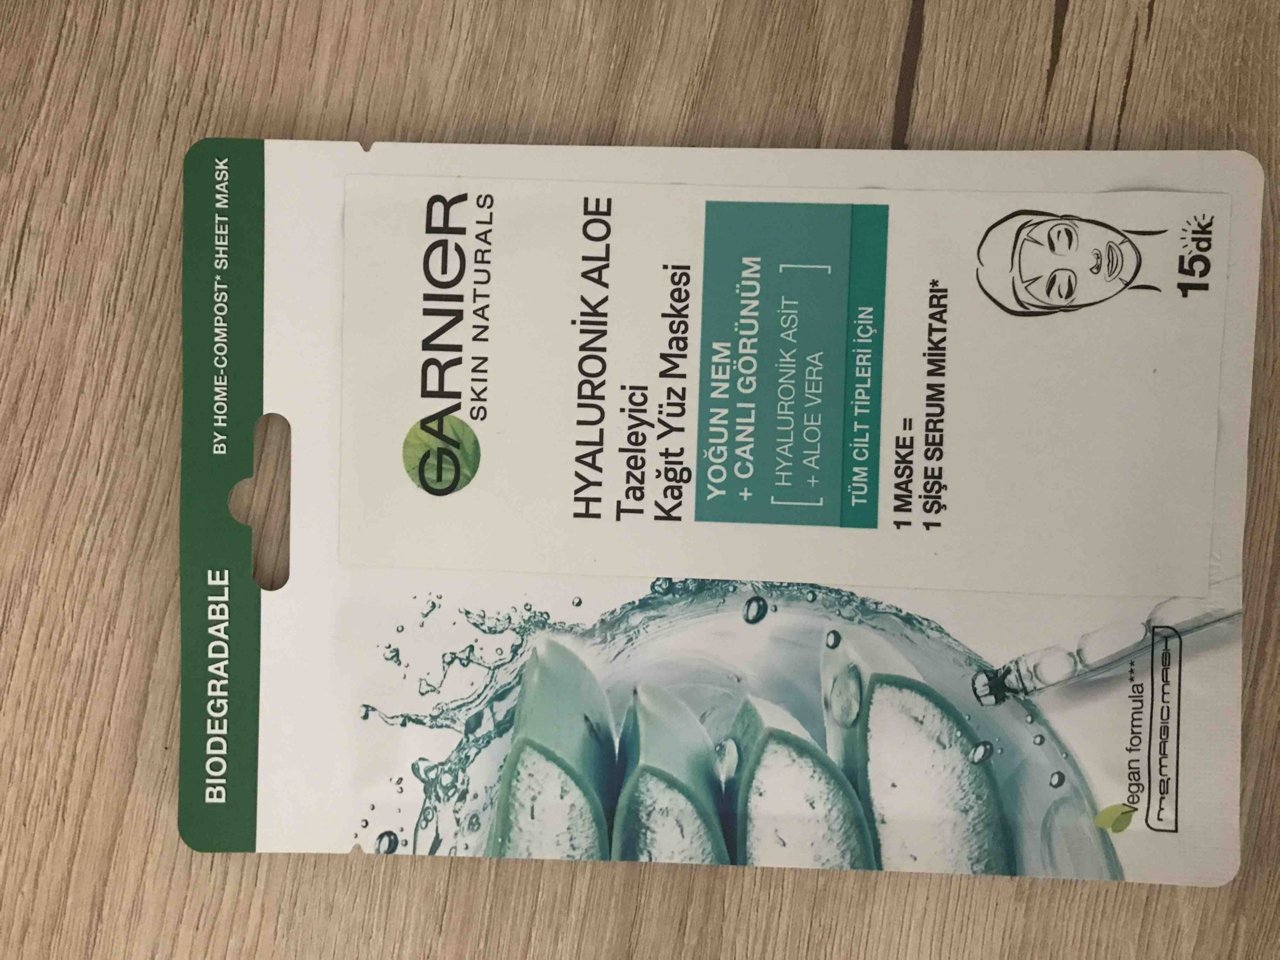 BIODEGRADABLE
BY HOME-COMPOST* SHEET MASK
GARNIER
SKIN NATURALS
HYALURONİK ALOE
Tazeleyici
Kağıt Yüz Maskesi
YOĞUN NEM
+ CANLI GÖRÜNÜM
[ HYALURONİK ASİT
+ ALOE VERA ]
TÜM CİLT TİPLERİ İÇİN
1 MASKE =
1 ŞİŞE SERUM MİKTARI*
15dk
Vegan formula***